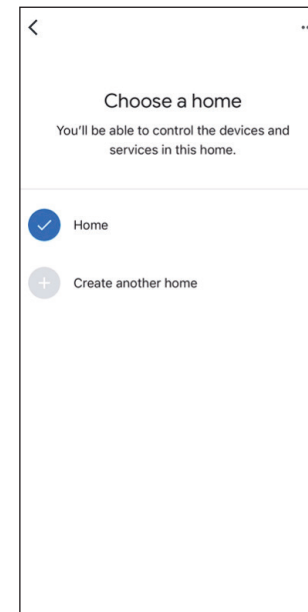 Choose a home
You'll be able to control the devices and
services in this home.
Home
Create another home